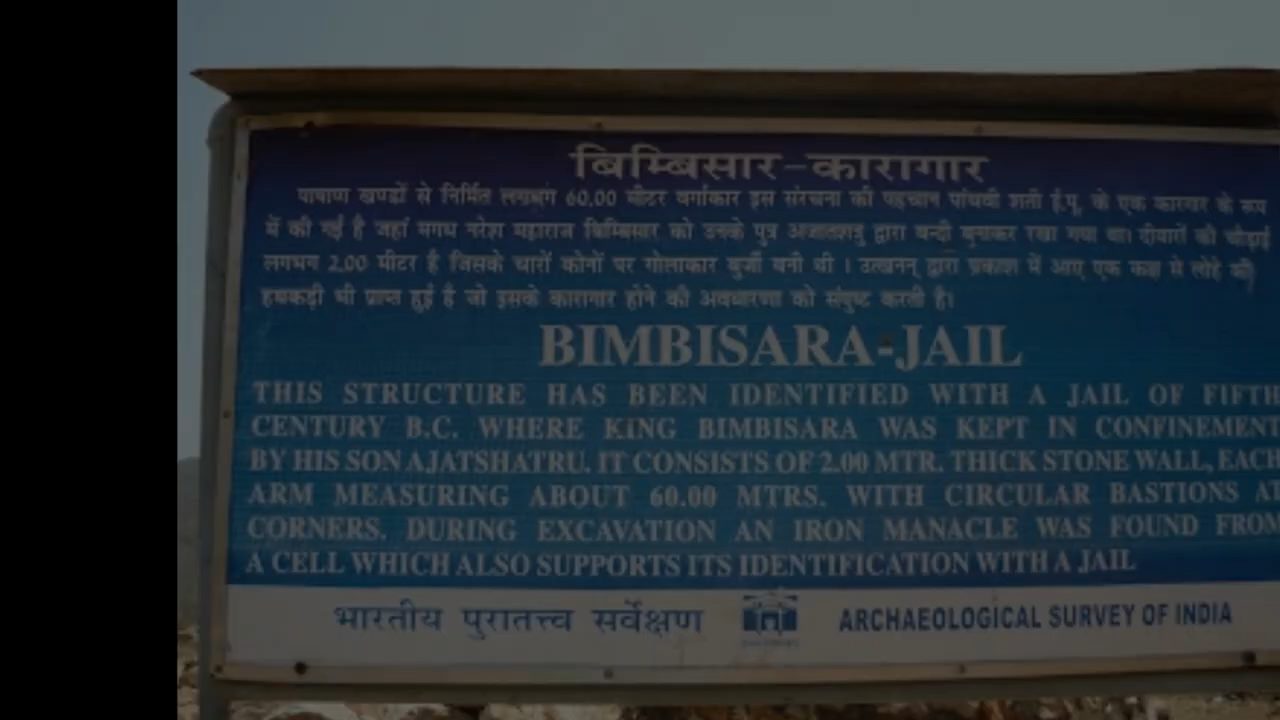 बिम्बिसार-कारागार
पाषाण खण्डों से निर्मित लगभग 60.00 मीटर वर्गाकार इस संरचना की पहचान पांचवी शती ई.पू. के एक कारागार के रूप
में की गई है जहां मगध नरेश महाराज बिम्बिसार को उनके पुत्र अजातशत्रु द्वारा बन्दी बनाकर रखा गया था। दीवारों की चौड़ाई
लगभग 2.00 मीटर है जिसके चारों कोनों पर गोलाकार बुर्जी बनी थी । उत्खनन् द्वारा प्रकाश में आए एक कक्ष से लोहे की
हथकड़ी भी प्राप्त हुई है जो इसके कारागार होने की अवधारणा को संपुष्ट करती है।
BIMBISARA-JAIL
THIS STRUCTURE HAS BEEN IDENTIFIED WITH A JAIL OF FIFTH
CENTURY B.C. WHERE KING BIMBISARA WAS KEPT IN CONFINEMENT
BY HIS SON AJATSHATRU. IT CONSISTS OF 2.00 MTR. THICK STONE WALL, EACH
ARM MEASURING ABOUT 60.00 MTRS. WITH CIRCULAR BASTIONS AT
CORNERS. DURING EXCAVATION AN IRON MANACLE WAS FOUND FROM
A CELL WHICH ALSO SUPPORTS ITS IDENTIFICATION WITH A JAIL
भारतीय पुरातत्त्व सर्वेक्षण ARCHAEOLOGICAL SURVEY OF INDIA